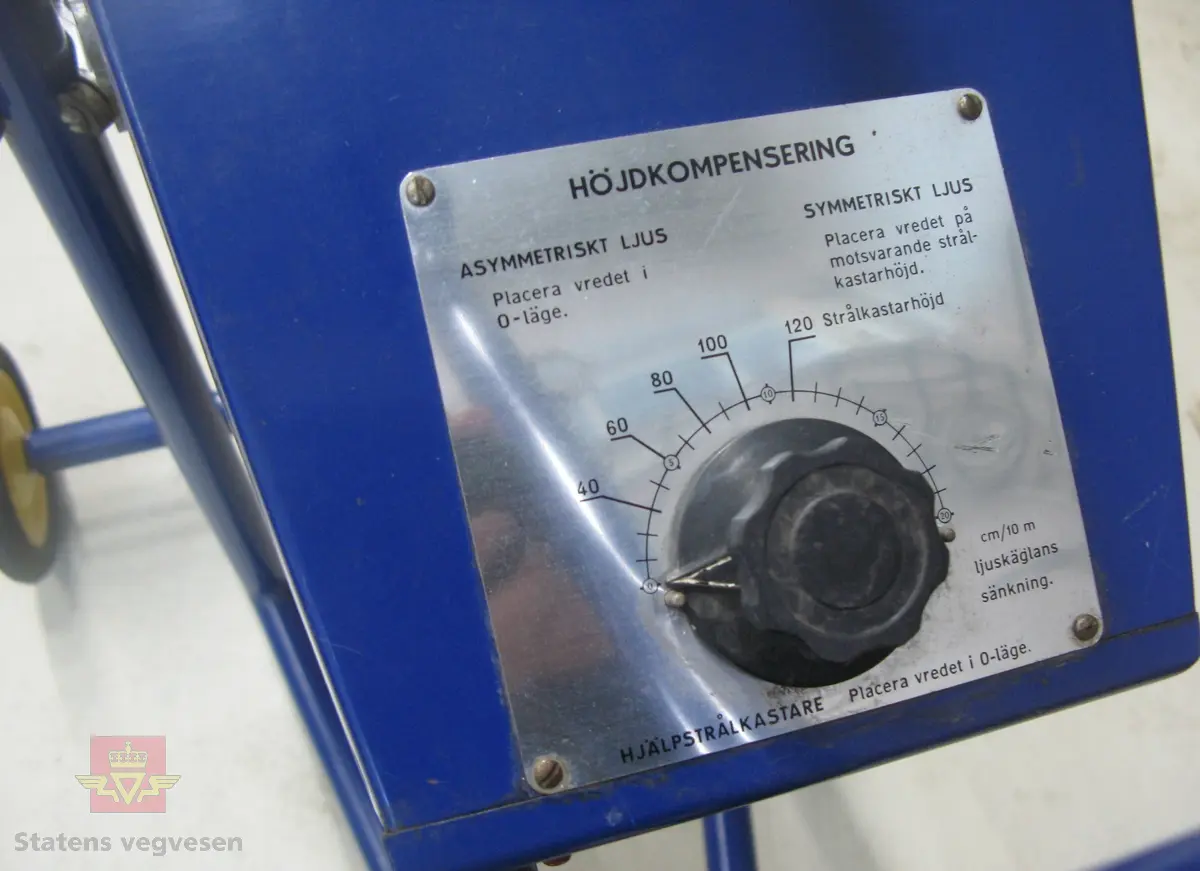 HÖJDKOMPENSERING
ASYMMETRISKT LJUS
Placera vredet i
0-läge.
SYMMETRISKT LJUS
Placera vredet på
motsvarande strål-
kastarhöjd.
120 Strålkastarhöjd
100
80
60
40
0
5
10
15
20
cm/10 m
ljuskäglans
sänkning.
HJÄLPSTRÅLKASTARE Placera vredet i 0-läge.
Statens vegvesen